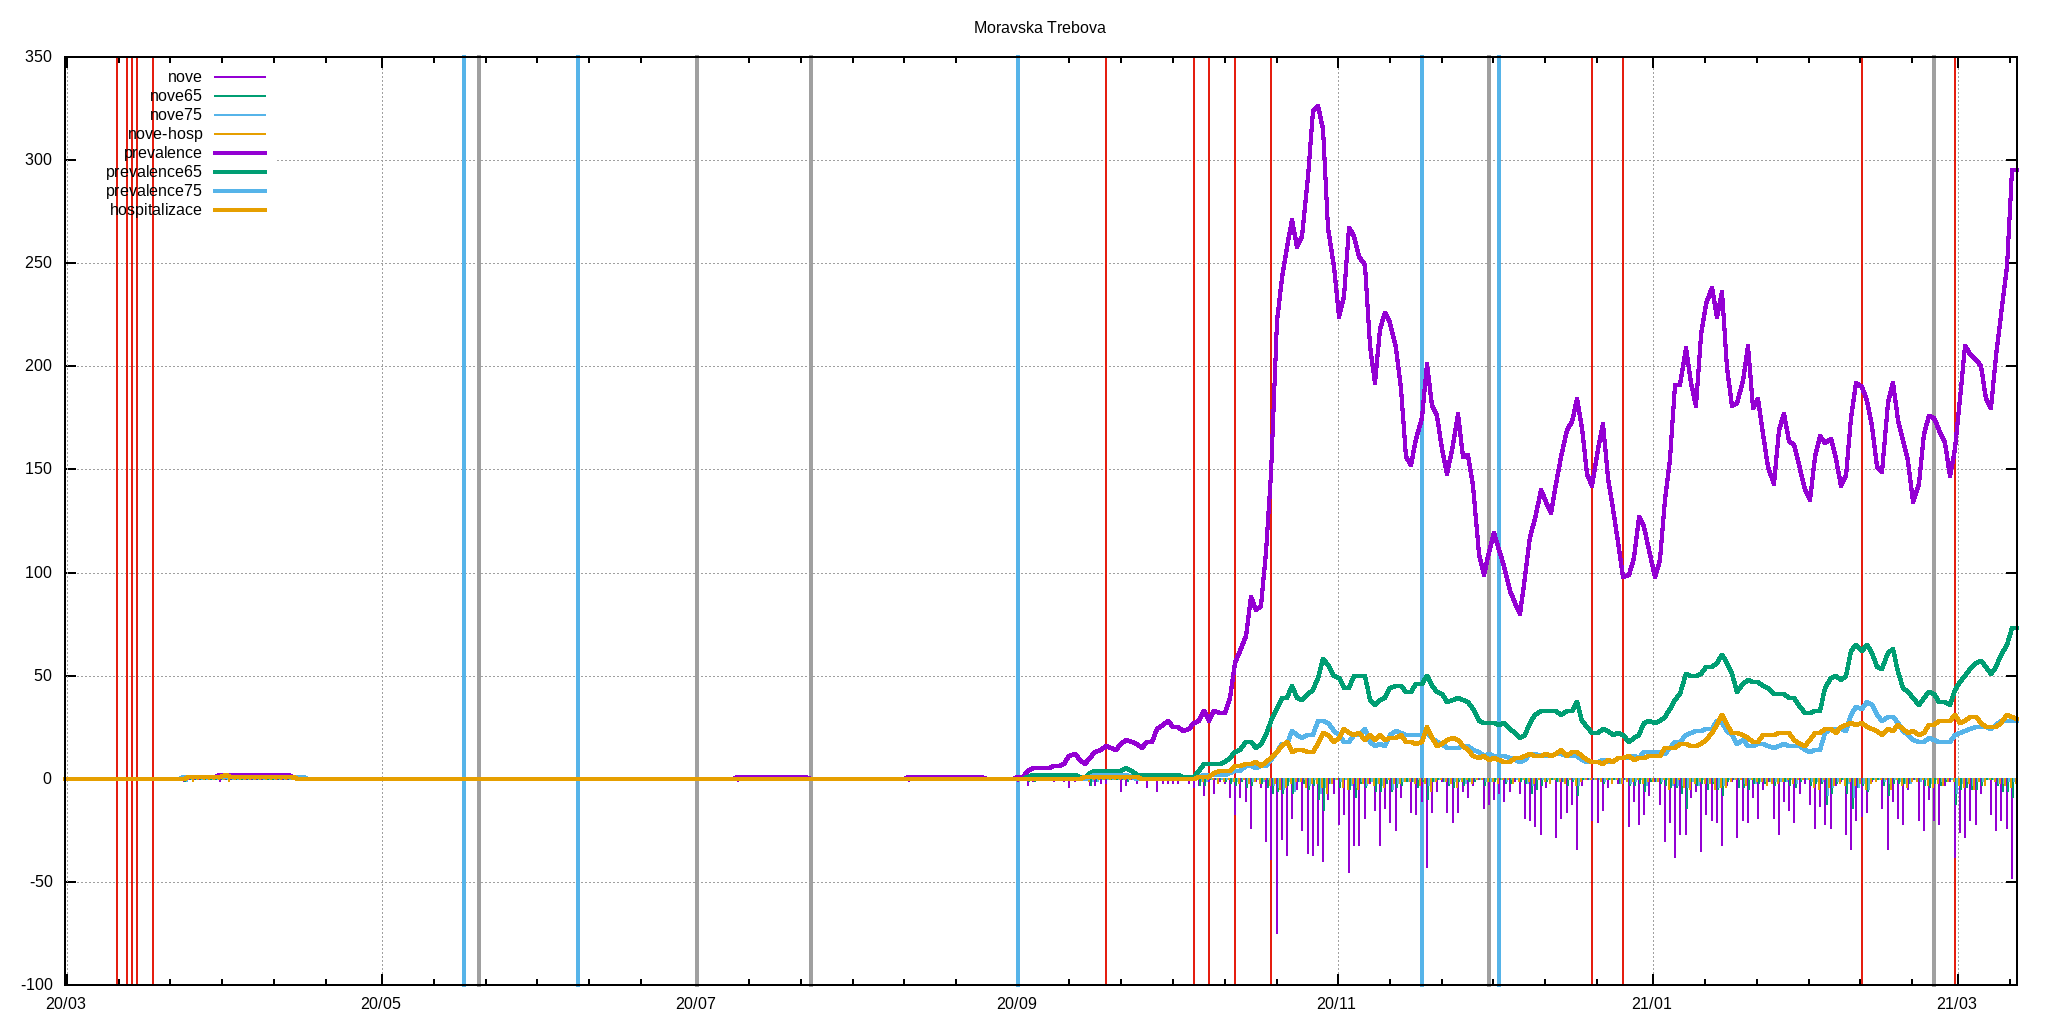 Moravska Trebova
350
300
250
200
150
100
50
0
-50
-100
nove
nove65
nove75
nove-hosp
prevalence
prevalence65
prevalence75
hospitalizace
20/03 20/05 20/07 20/09 20/11 21/01 21/03